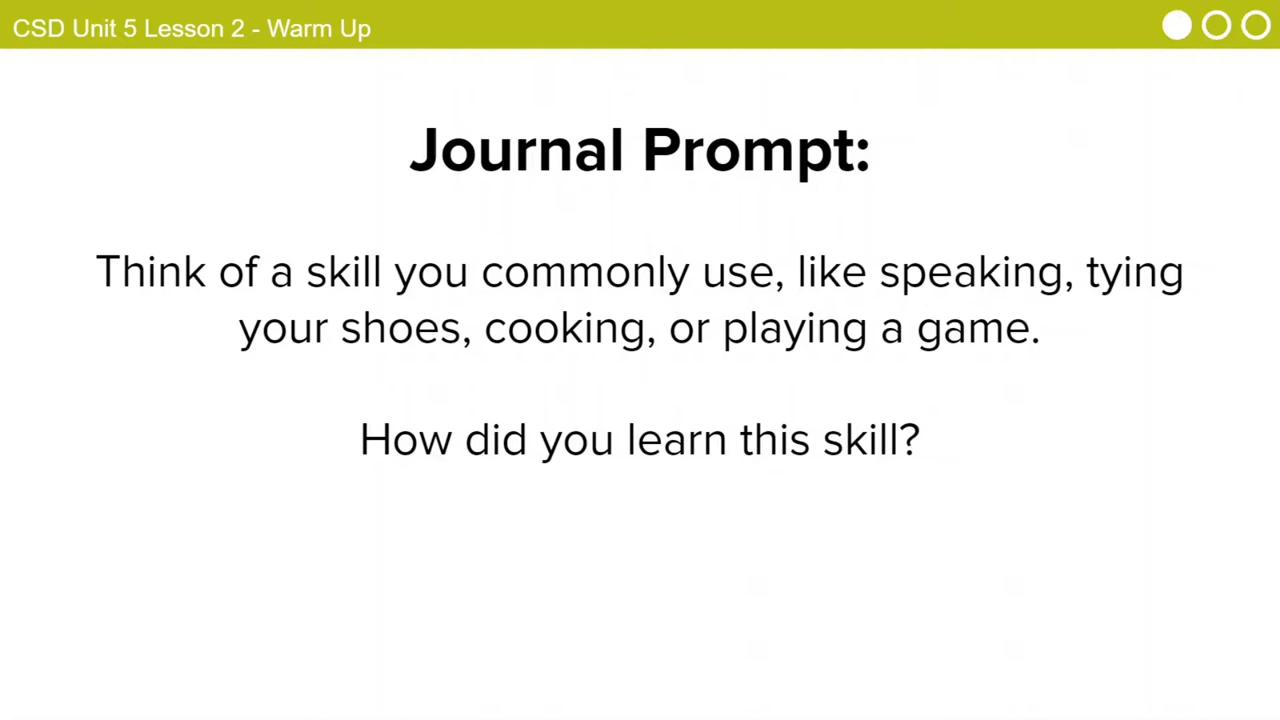 CSD Unit 5 Lesson 2 - Warm Up
Journal Prompt:
Think of a skill you commonly use, like speaking, tying
your shoes, cooking, or playing a game.
How did you learn this skill?